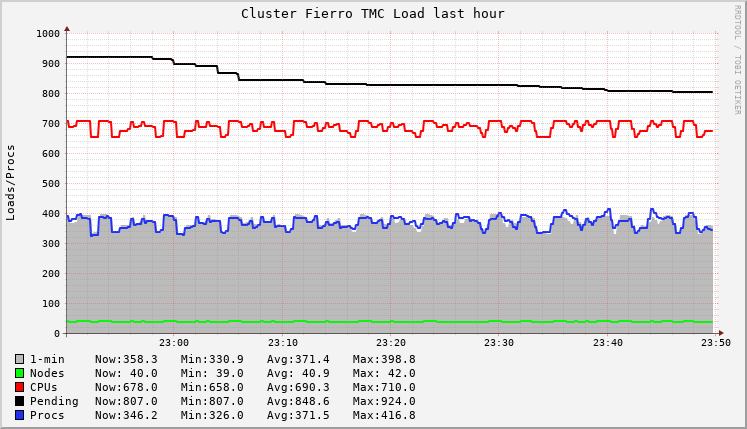 Cluster Fierro TMC Load last hour
RRDTOOL / TOBI OETIKER
Loads/Procs
1000
900
800
700
600
500
400
300
200
100
0
23:00 23:10 23:20 23:30 23:40 23:50
1-min Now:358.3 Min:330.9 Avg:371.4 Max:398.8
Nodes Now: 40.0 Min: 39.0 Avg: 40.9 Max: 42.0
CPUs Now:678.0 Min:658.0 Avg:690.3 Max:710.0
Pending Now:807.0 Min:807.0 Avg:848.6 Max:924.0
Procs Now:346.2 Min:326.0 Avg:371.5 Max:416.8